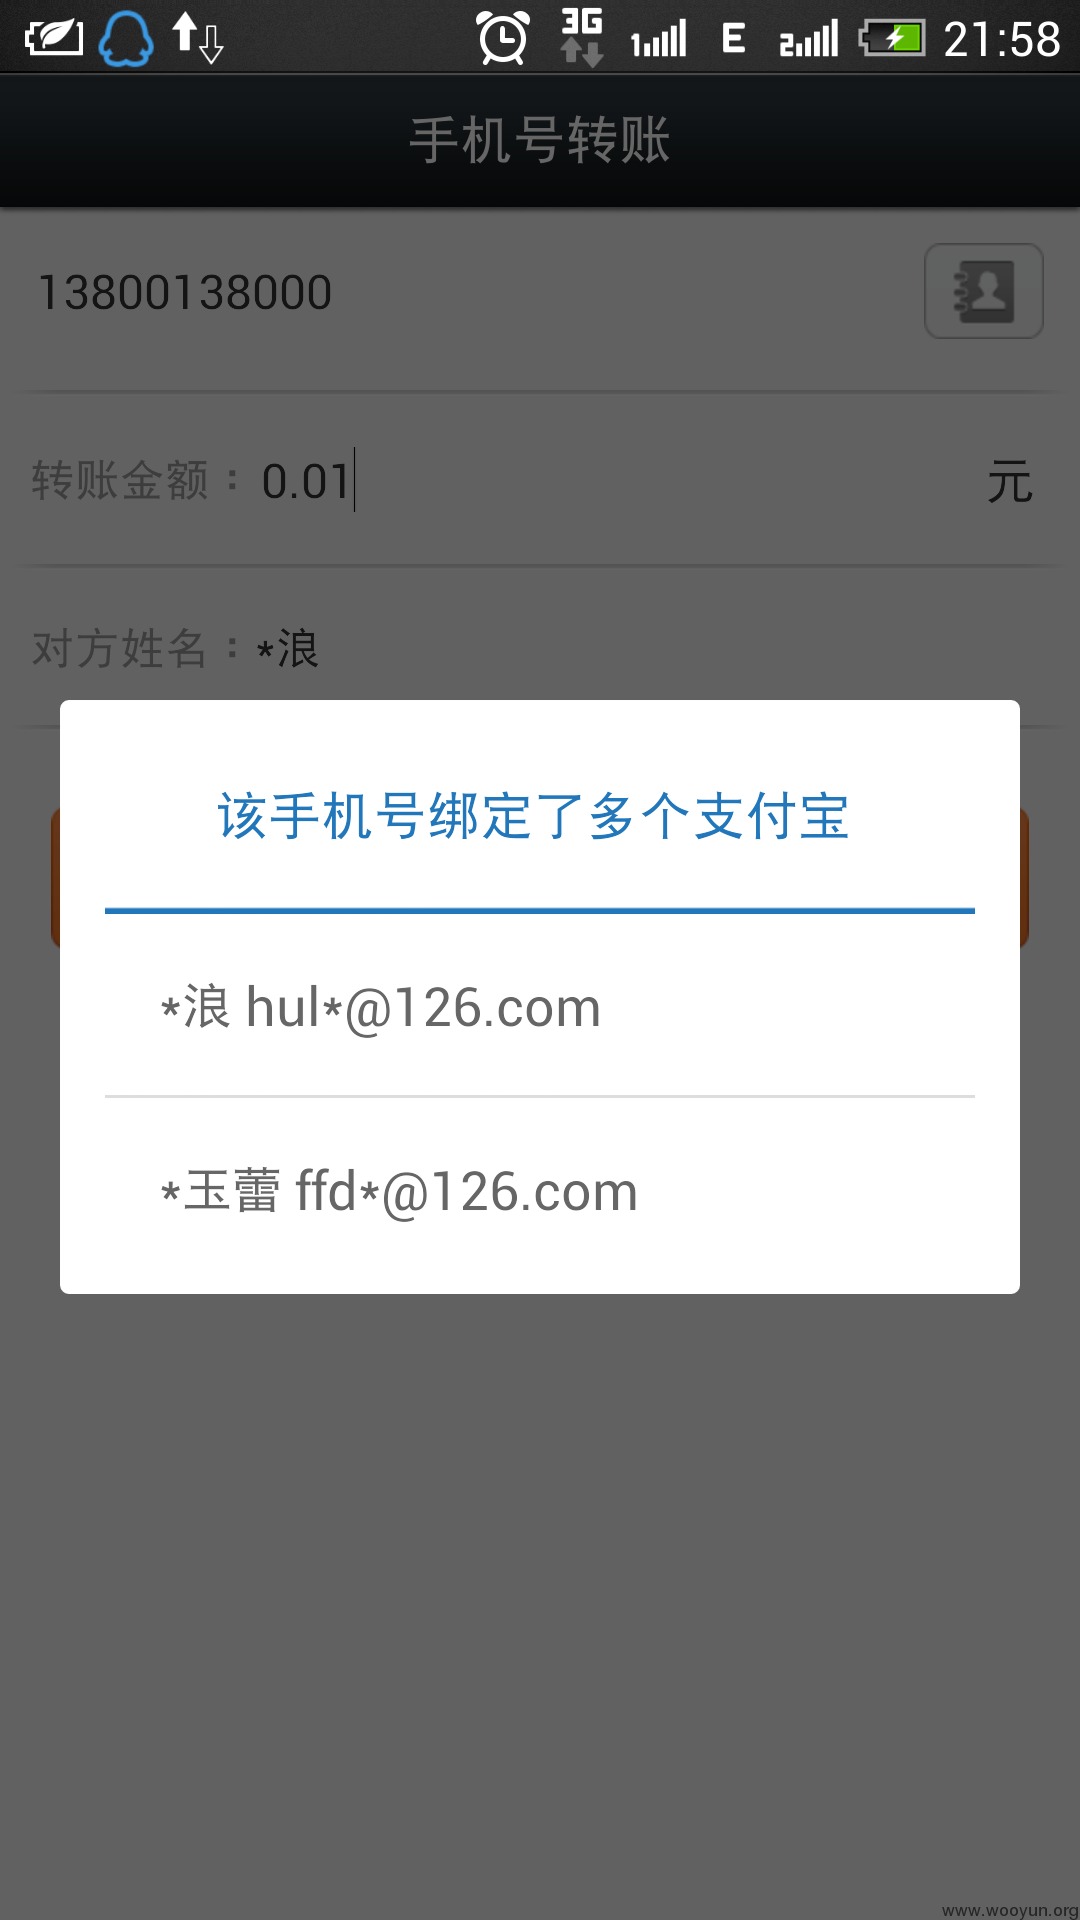 3G
1
E
2
21:58
手机号转账
13800138000
转账金额：0.01
元
对方姓名：*浪
该手机号绑定了多个支付宝
*浪 hul*@126.com
*玉蕾 ffd*@126.com
www.wooyun.org